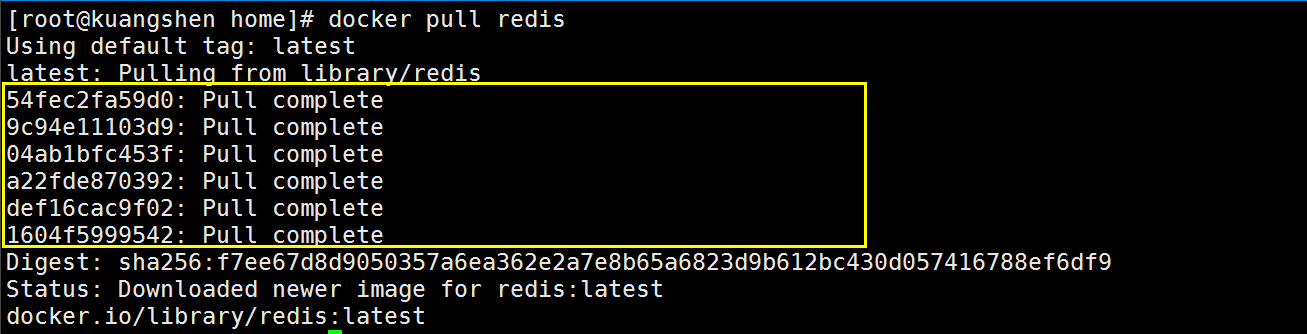 [root@kuangshen home]# docker pull redis
Using default tag: latest
latest: Pulling from library/redis
54fec2fa59d0: Pull complete
9c94e11103d9: Pull complete
04ab1bfc453f: Pull complete
a22fde870392: Pull complete
def16cac9f02: Pull complete
1604f5999542: Pull complete
Digest: sha256:f7ee67d8d9050357a6ea362e2a7e8b65a6823d9b612bc430d057416788ef6df9
Status: Downloaded newer image for redis:latest
docker.io/library/redis:latest